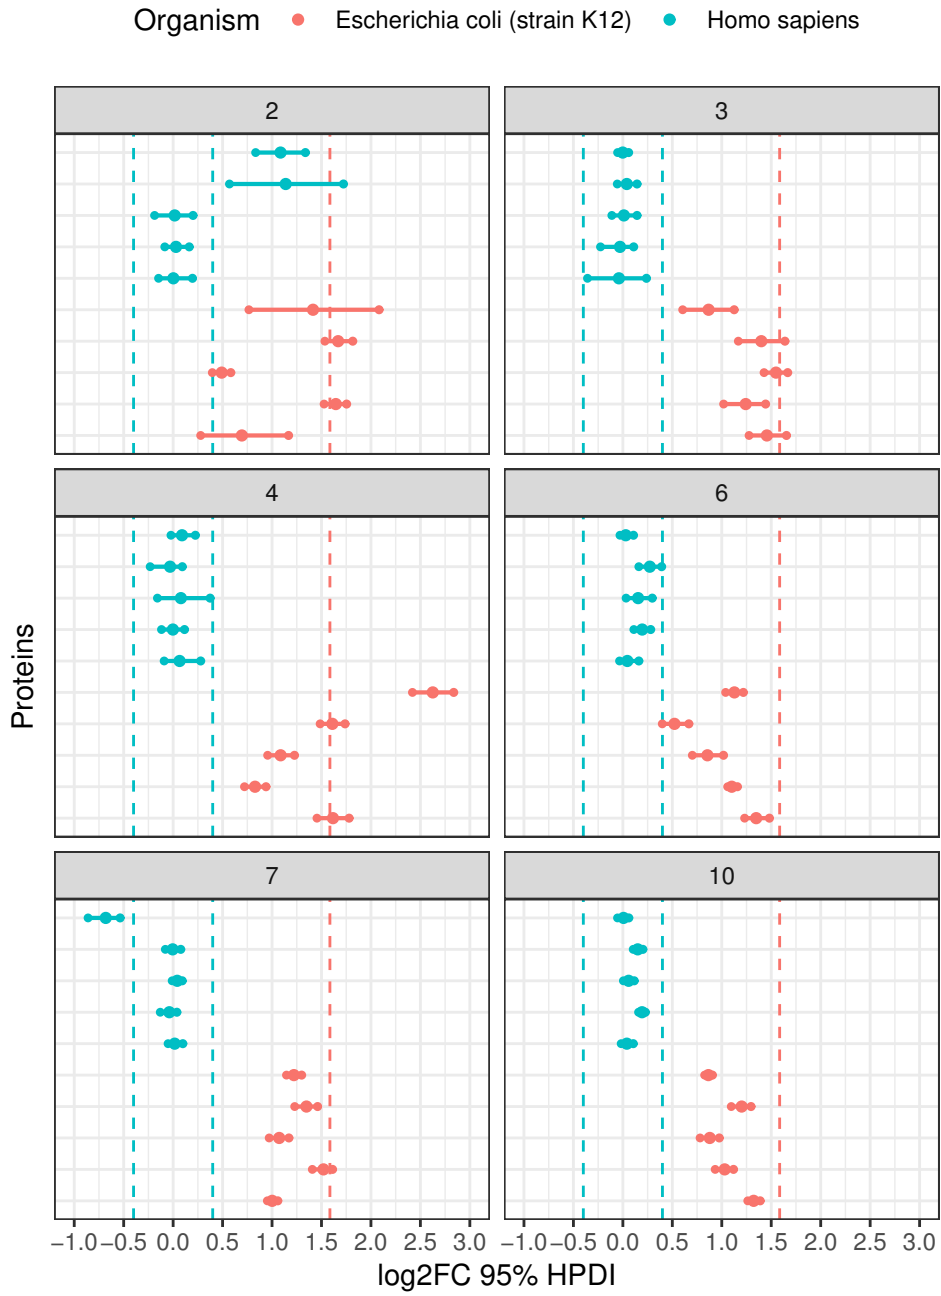 Organism Escherichia coli (strain K12) Homo sapiens
2 3
4 6
7 10
Proteins
−1.0 −0.5 0.0 0.5 1.0 1.5 2.0 2.5 3.0 −1.0 −0.5 0.0 0.5 1.0 1.5 2.0 2.5 3.0
log2FC 95% HPDI